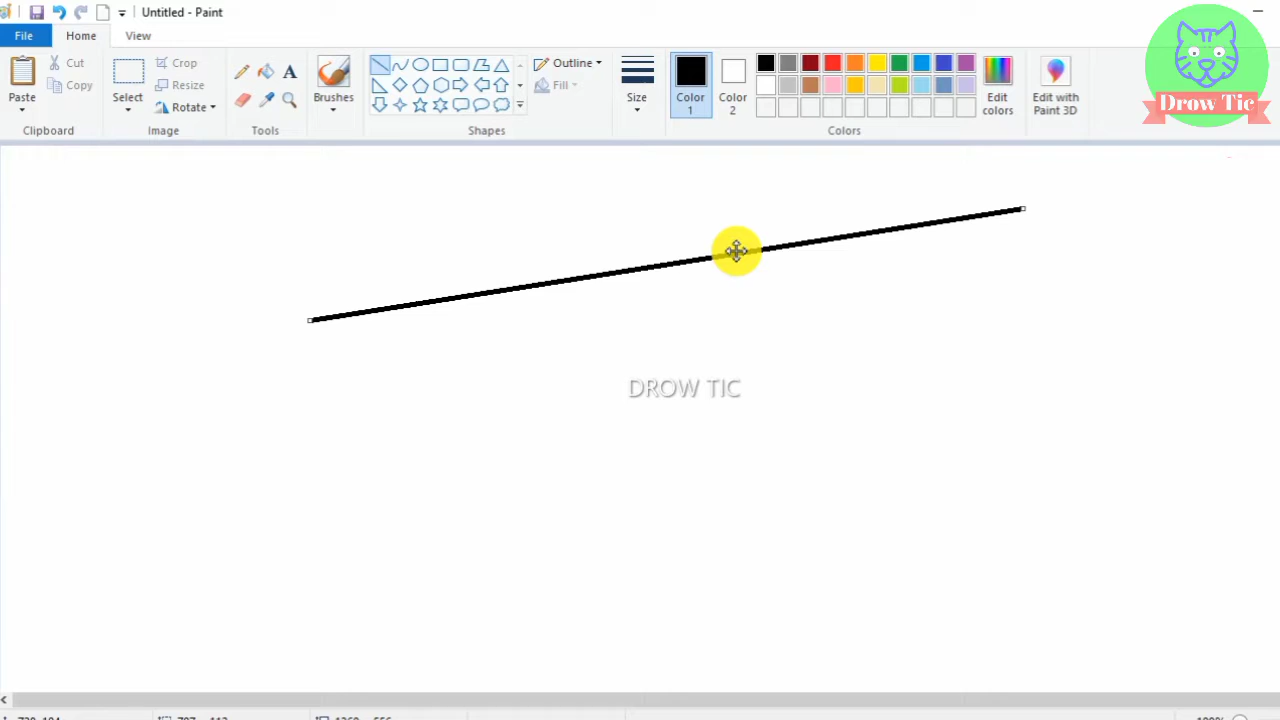 Untitled - Paint
File Home View
Cut
Copy
Paste
Clipboard
Select
Crop
Resize
Rotate
Image
A
Tools
Brushes
Outline
Fill
Shapes
Size
Color 1
Color 2
Edit colors
Colors
Edit with Paint 3D
Drow Tic
DROW TIC